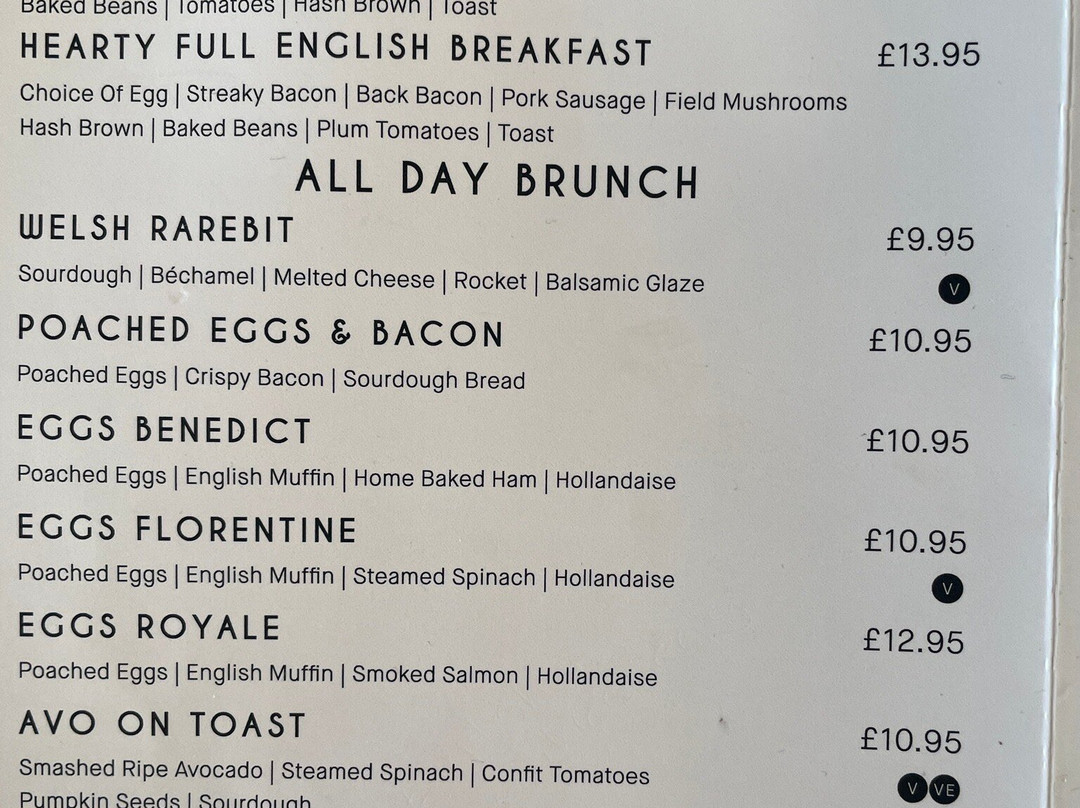 Baked Beans | Tomatoes | Hash Brown | Toast
HEARTY FULL ENGLISH BREAKFAST £13.95
Choice Of Egg | Streaky Bacon | Back Bacon | Pork Sausage | Field Mushrooms
Hash Brown | Baked Beans | Plum Tomatoes | Toast
ALL DAY BRUNCH
WELSH RAREBIT £9.95
Sourdough | Béchamel | Melted Cheese | Rocket | Balsamic Glaze V
POACHED EGGS & BACON £10.95
Poached Eggs | Crispy Bacon | Sourdough Bread
EGGS BENEDICT £10.95
Poached Eggs | English Muffin | Home Baked Ham | Hollandaise
EGGS FLORENTINE £10.95
Poached Eggs | English Muffin | Steamed Spinach | Hollandaise V
EGGS ROYALE £12.95
Poached Eggs | English Muffin | Smoked Salmon | Hollandaise
AVO ON TOAST £10.95
Smashed Ripe Avocado | Steamed Spinach | Confit Tomatoes V VE
Pumpkin Seeds | Sourdough